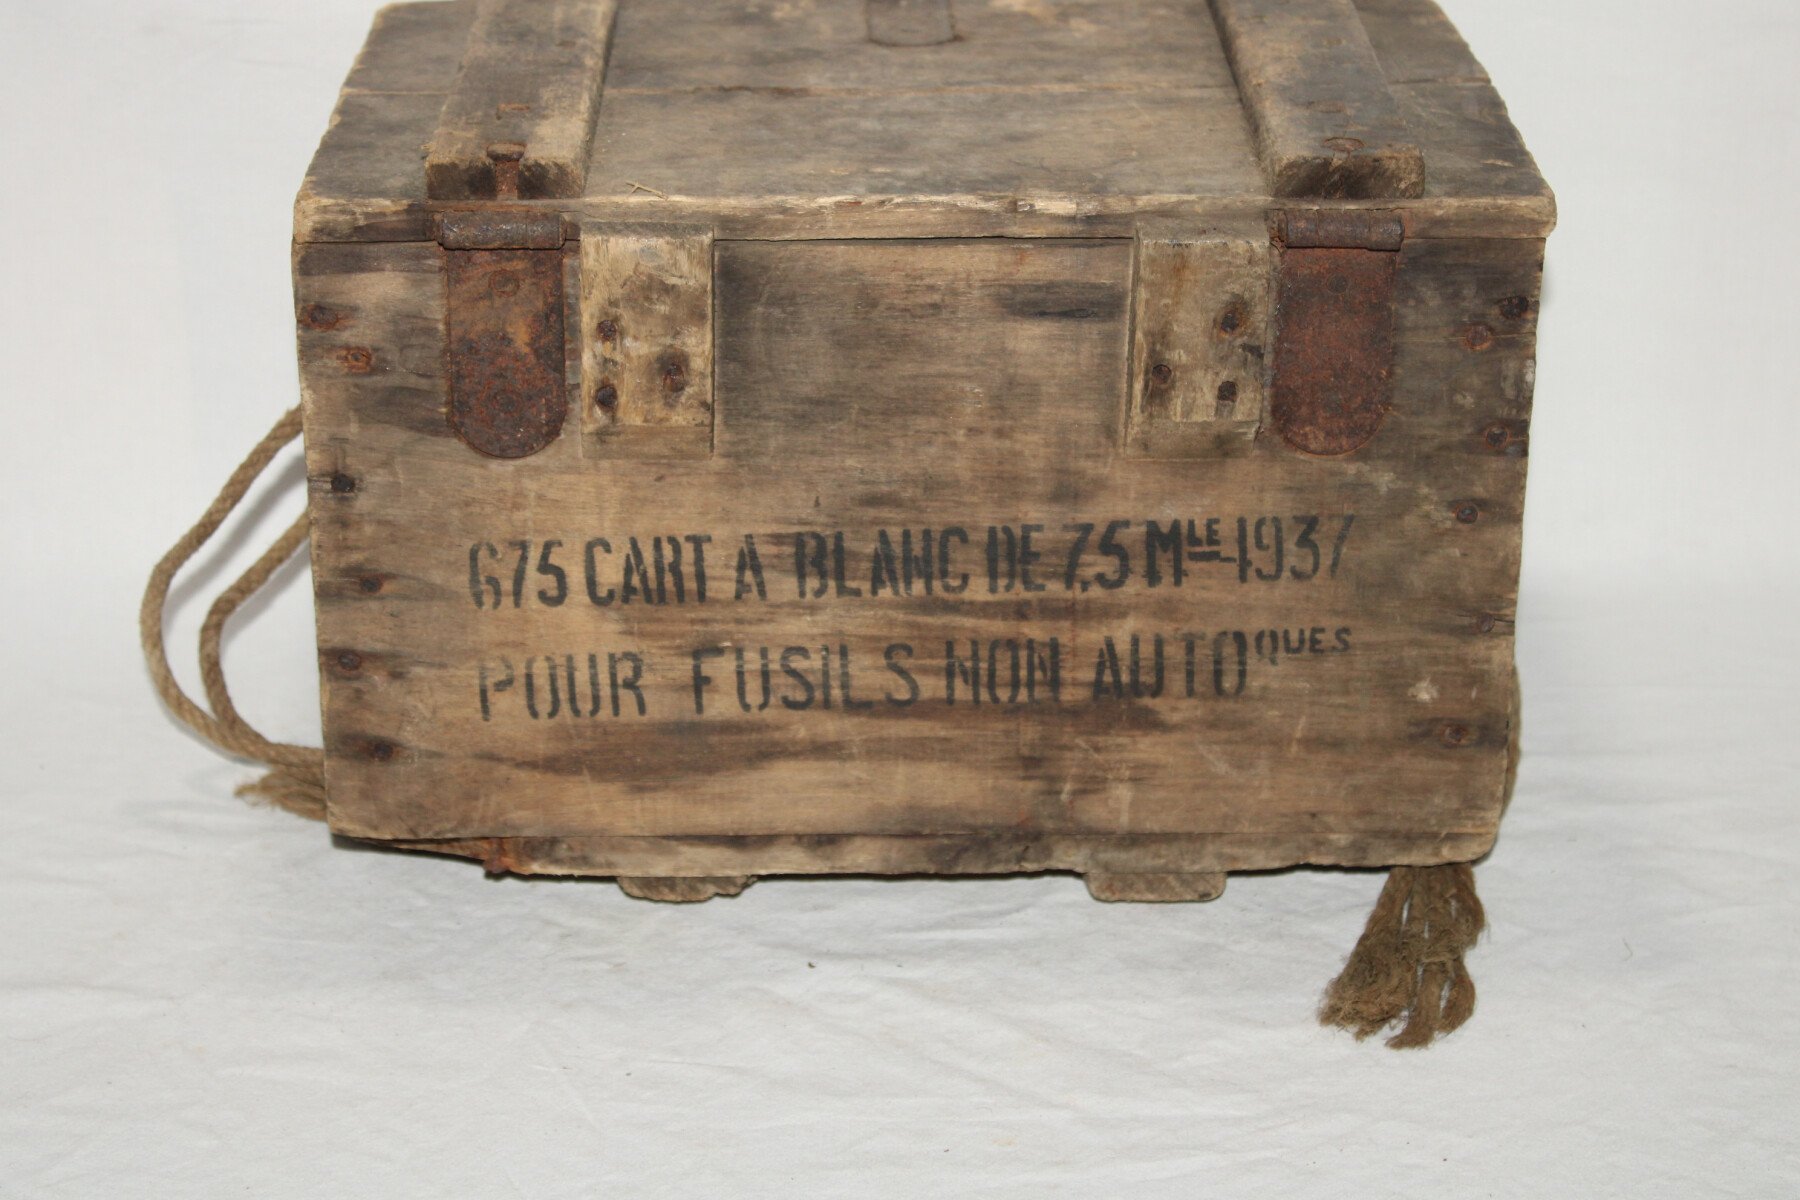 675 CART A BLANC DE 7,5 MLE 1937
POUR FUSILS NON AUTOQUES